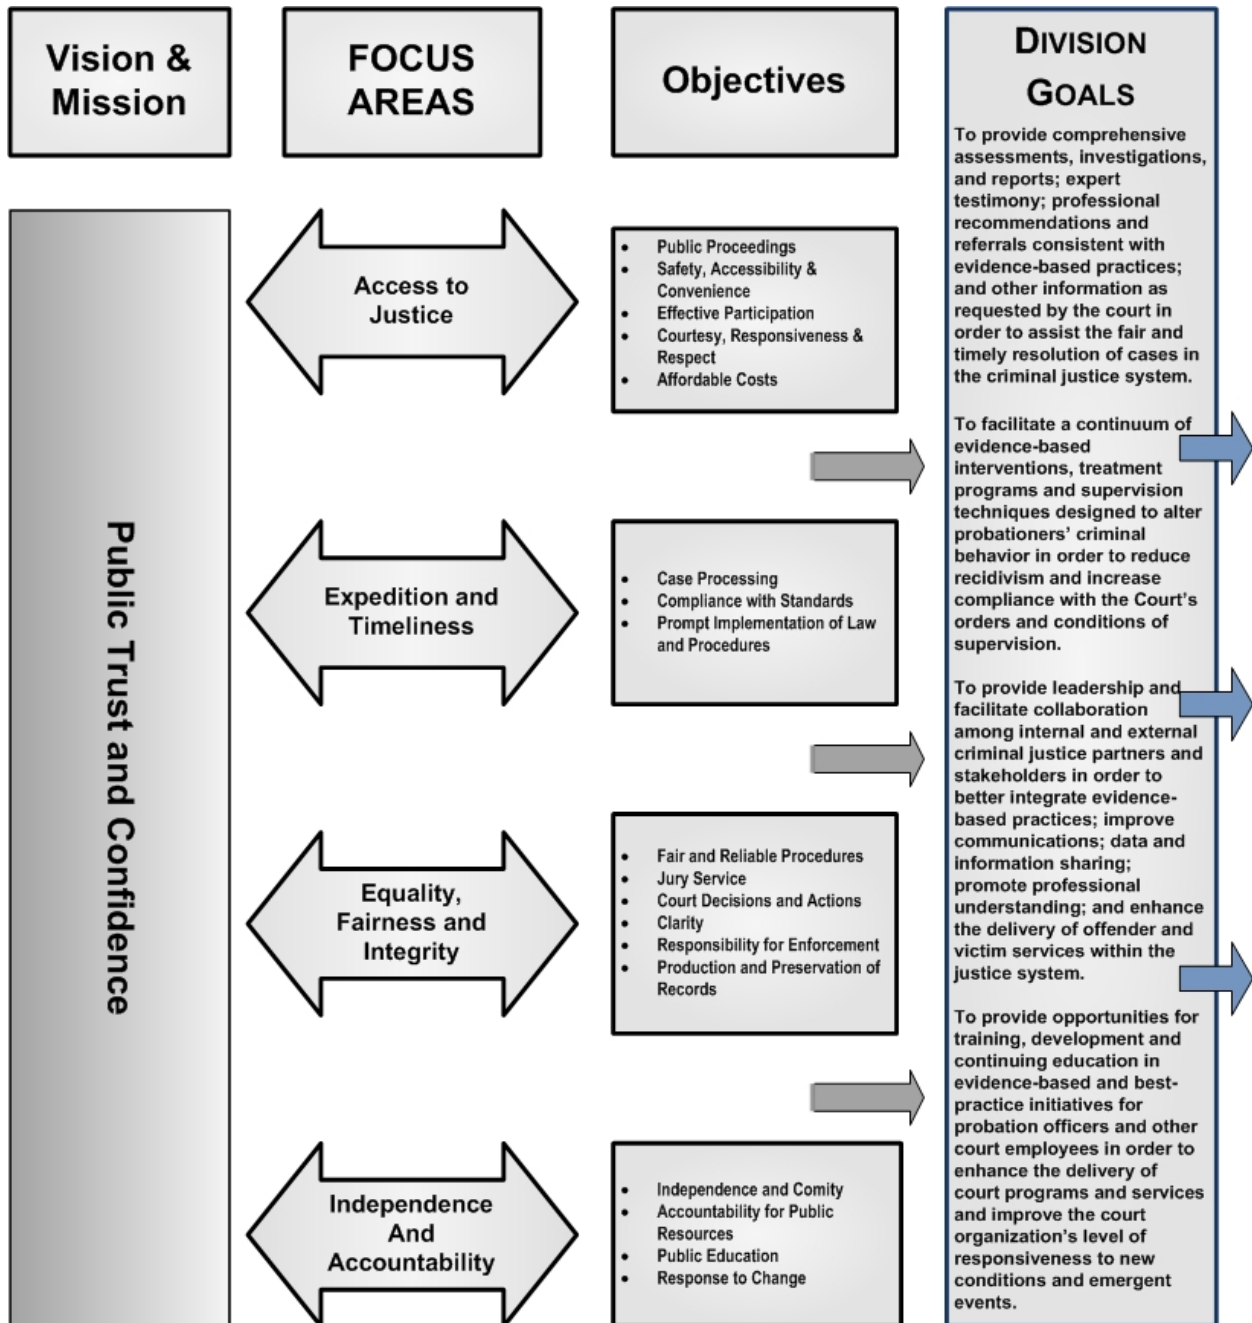 Vision &
Mission
FOCUS
AREAS
Objectives
DIVISION
GOALS
Public Trust and Confidence
Access to
Justice
• Public Proceedings
• Safety, Accessibility &
Convenience
• Effective Participation
• Courtesy, Responsiveness &
Respect
• Affordable Costs
Expedition and
Timeliness
• Case Processing
• Compliance with Standards
• Prompt Implementation of Law
and Procedures
Equality,
Fairness and
Integrity
• Fair and Reliable Procedures
• Jury Service
• Court Decisions and Actions
• Clarity
• Responsibility for Enforcement
• Production and Preservation of
Records
Independence
And
Accountability
• Independence and Comity
• Accountability for Public
Resources
• Public Education
• Response to Change
To provide comprehensive
assessments, investigations,
and reports; expert
testimony; professional
recommendations and
referrals consistent with
evidence-based practices;
and other information as
requested by the court in
order to assist the fair and
timely resolution of cases in
the criminal justice system.
To facilitate a continuum of
evidence-based
interventions, treatment
programs and supervision
techniques designed to alter
probationers' criminal
behavior in order to reduce
recidivism and increase
compliance with the Court's
orders and conditions of
supervision.
To provide leadership and
facilitate collaboration
among internal and external
criminal justice partners and
stakeholders in order to
better integrate evidence-
based practices; improve
communications; data and
information sharing;
promote professional
understanding; and enhance
the delivery of offender and
victim services within the
justice system.
To provide opportunities for
training, development and
continuing education in
evidence-based and best-
practice initiatives for
probation officers and other
court employees in order to
enhance the delivery of
court programs and services
and improve the court
organization's level of
responsiveness to new
conditions and emergent
events.